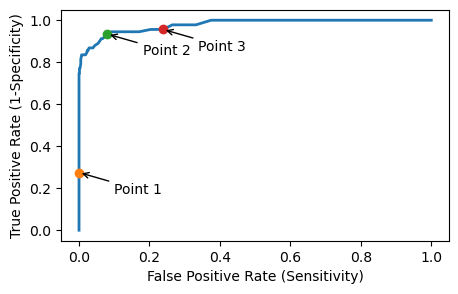 1.0
0.8
0.6
0.4
0.2
0.0
True Positive Rate (1-Specificity)
Point 3
Point 2
Point 1
0.0 0.2 0.4 0.6 0.8 1.0
False Positive Rate (Sensitivity)